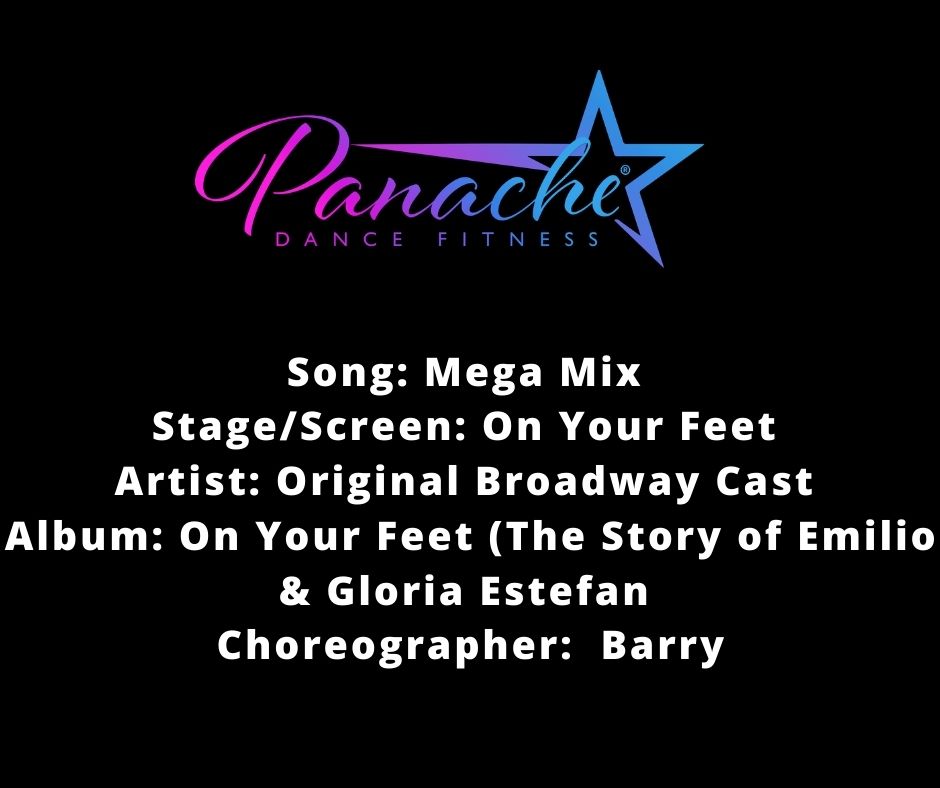 Panache®
DANCE FITNESS
Song: Mega Mix
Stage/Screen: On Your Feet
Artist: Original Broadway Cast
Album: On Your Feet (The Story of Emilio
& Gloria Estefan
Choreographer: Barry